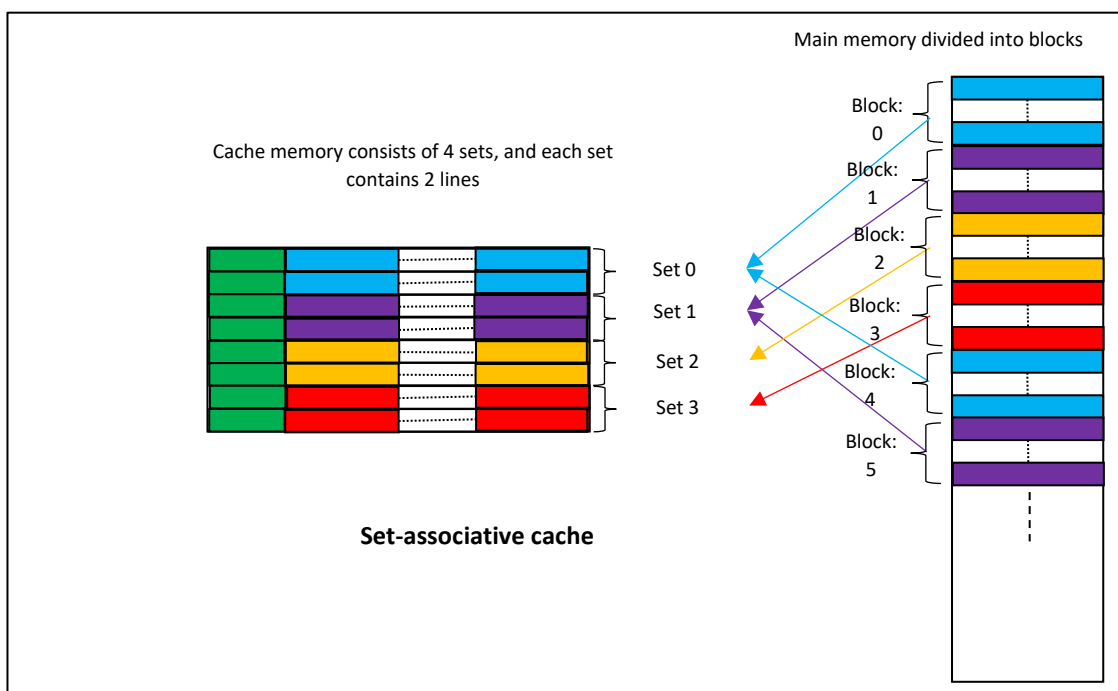 Main memory divided into blocks
Cache memory consists of 4 sets, and each set
contains 2 lines
Block:
0
Block:
1
Block:
2
Block:
3
Block:
4
Block:
5
Set 0
Set 1
Set 2
Set 3
Set-associative cache